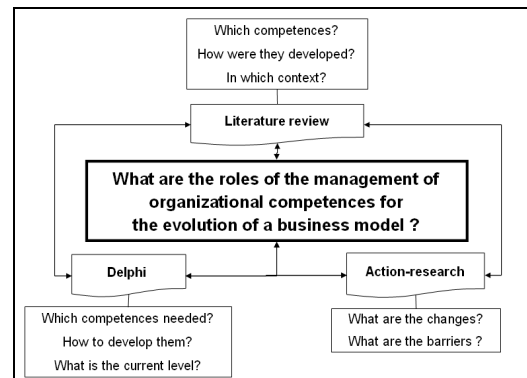 Which competences?
How were they developed?
In which context?
Literature review
What are the roles of the management of
organizational competences for
the evolution of a business model ?
Delphi
Action-research
Which competences needed?
How to develop them?
What is the current level?
What are the changes ?
What are the barriers ?